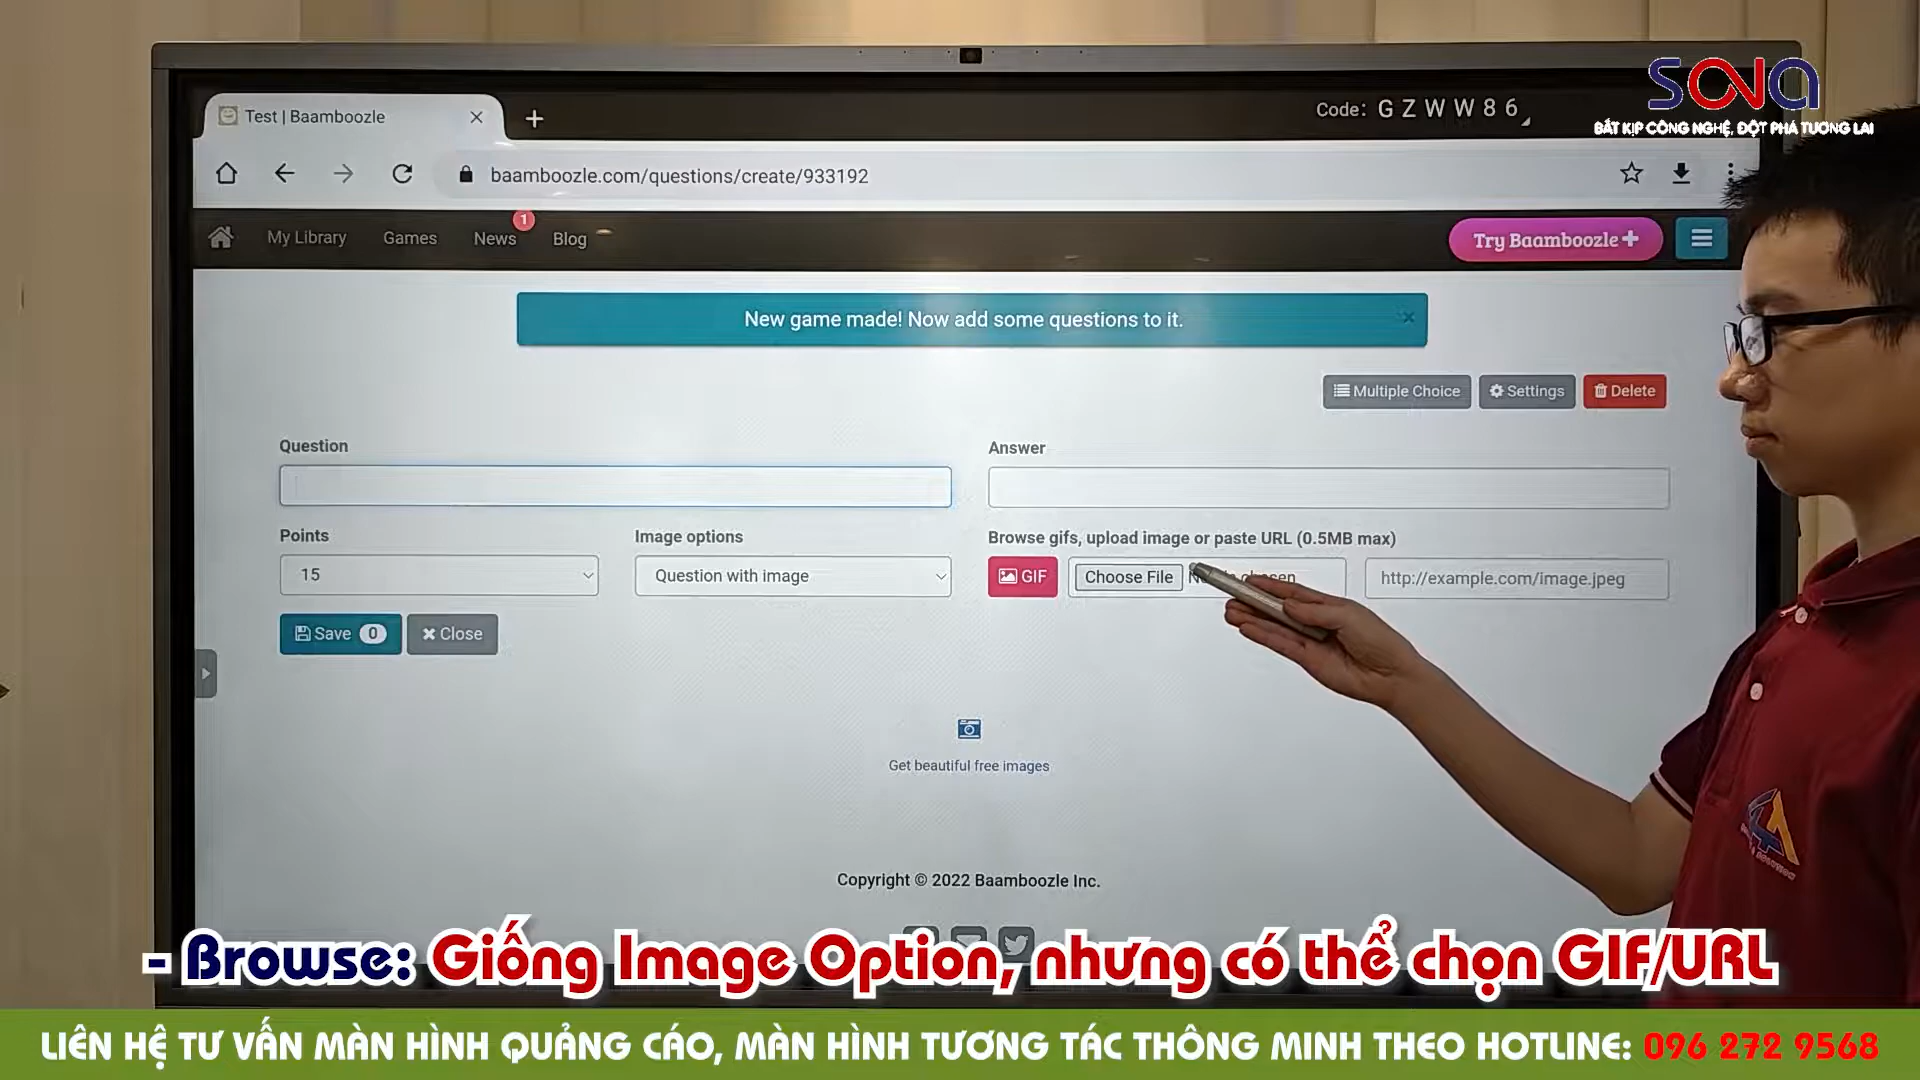 Test | Baamboozle
Code: GZWW86
SONA
BẮT KỊP CÔNG NGHỆ, ĐỘT PHÁ TƯƠNG LAI
baamboozle.com/questions/create/933192
My Library Games News 1 Blog
Try Baamboozle+
New game made! Now add some questions to it.
Multiple Choice Settings Delete
Question Answer
Points Image options Browse gifs, upload image or paste URL (0.5MB max)
15 Question with image GIF Choose File chosen http://example.com/image.jpeg
Save 0 Close
Get beautiful free images
Copyright © 2022 Baamboozle Inc.
- Browse: Giống Image Option, nhưng có thể chọn GIF/URL
LIÊN HỆ TƯ VẤN MÀN HÌNH QUẢNG CÁO, MÀN HÌNH TƯƠNG TÁC THÔNG MINH THEO HOTLINE: 096 272 9568